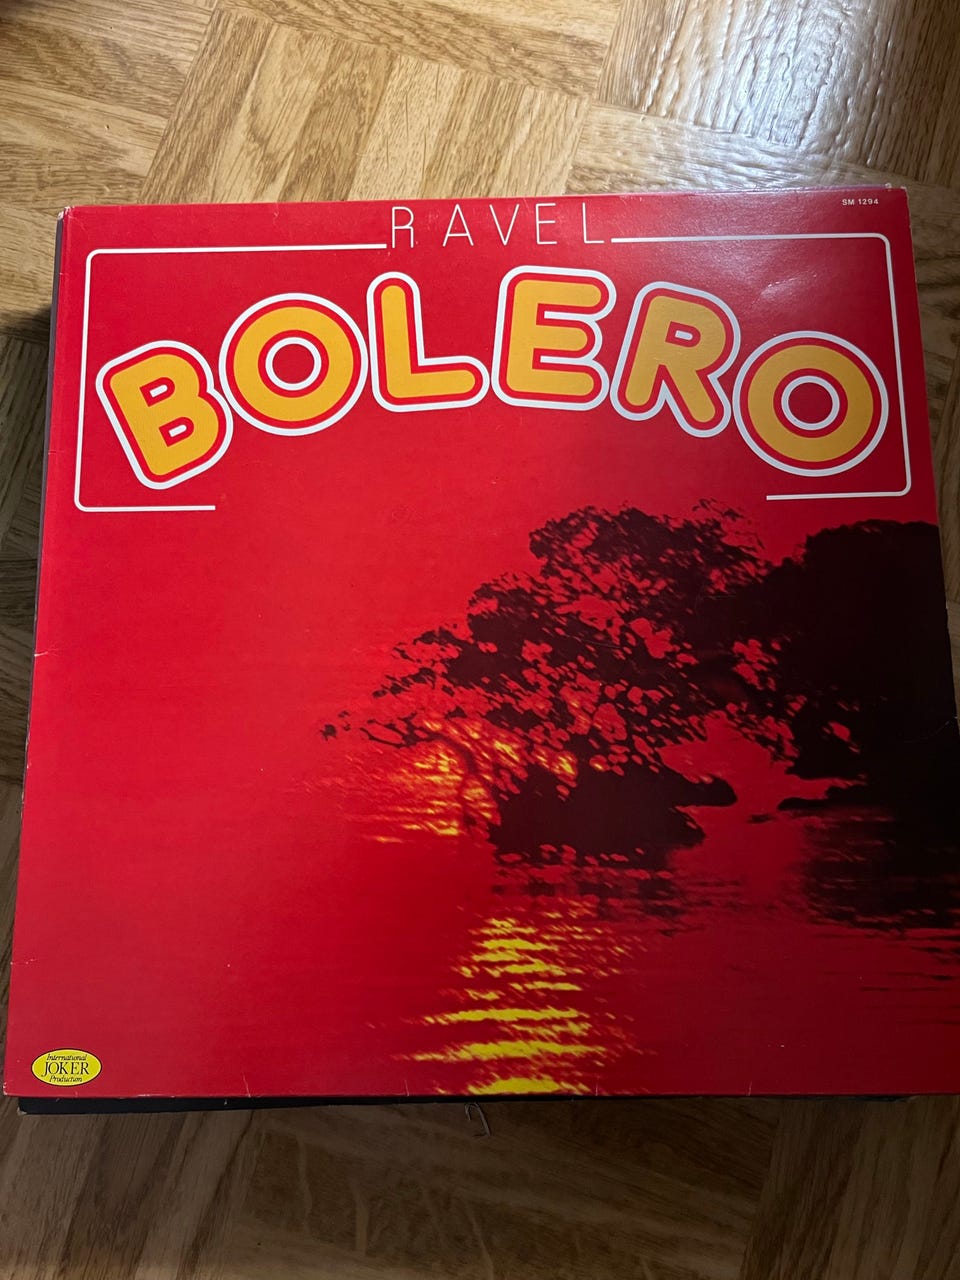 RAVEL
SM 1294
BOLERO
International
JOKER
Production